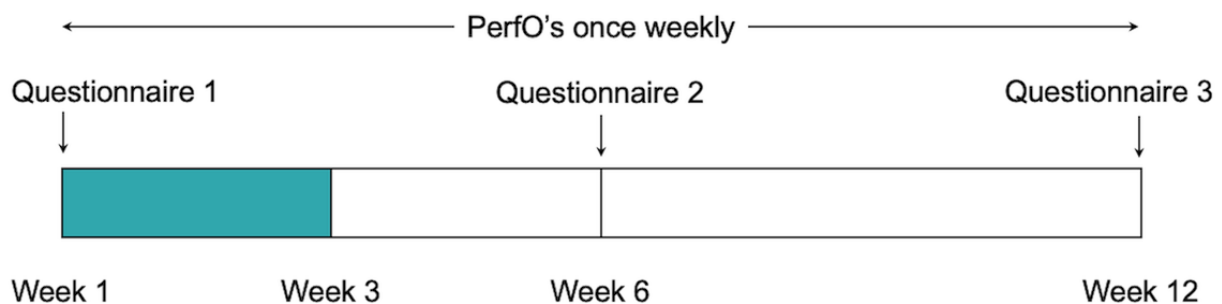 PerfO’s once weekly
Questionnaire 1 Questionnaire 2 Questionnaire 3
Week 1 Week 3 Week 6 Week 12